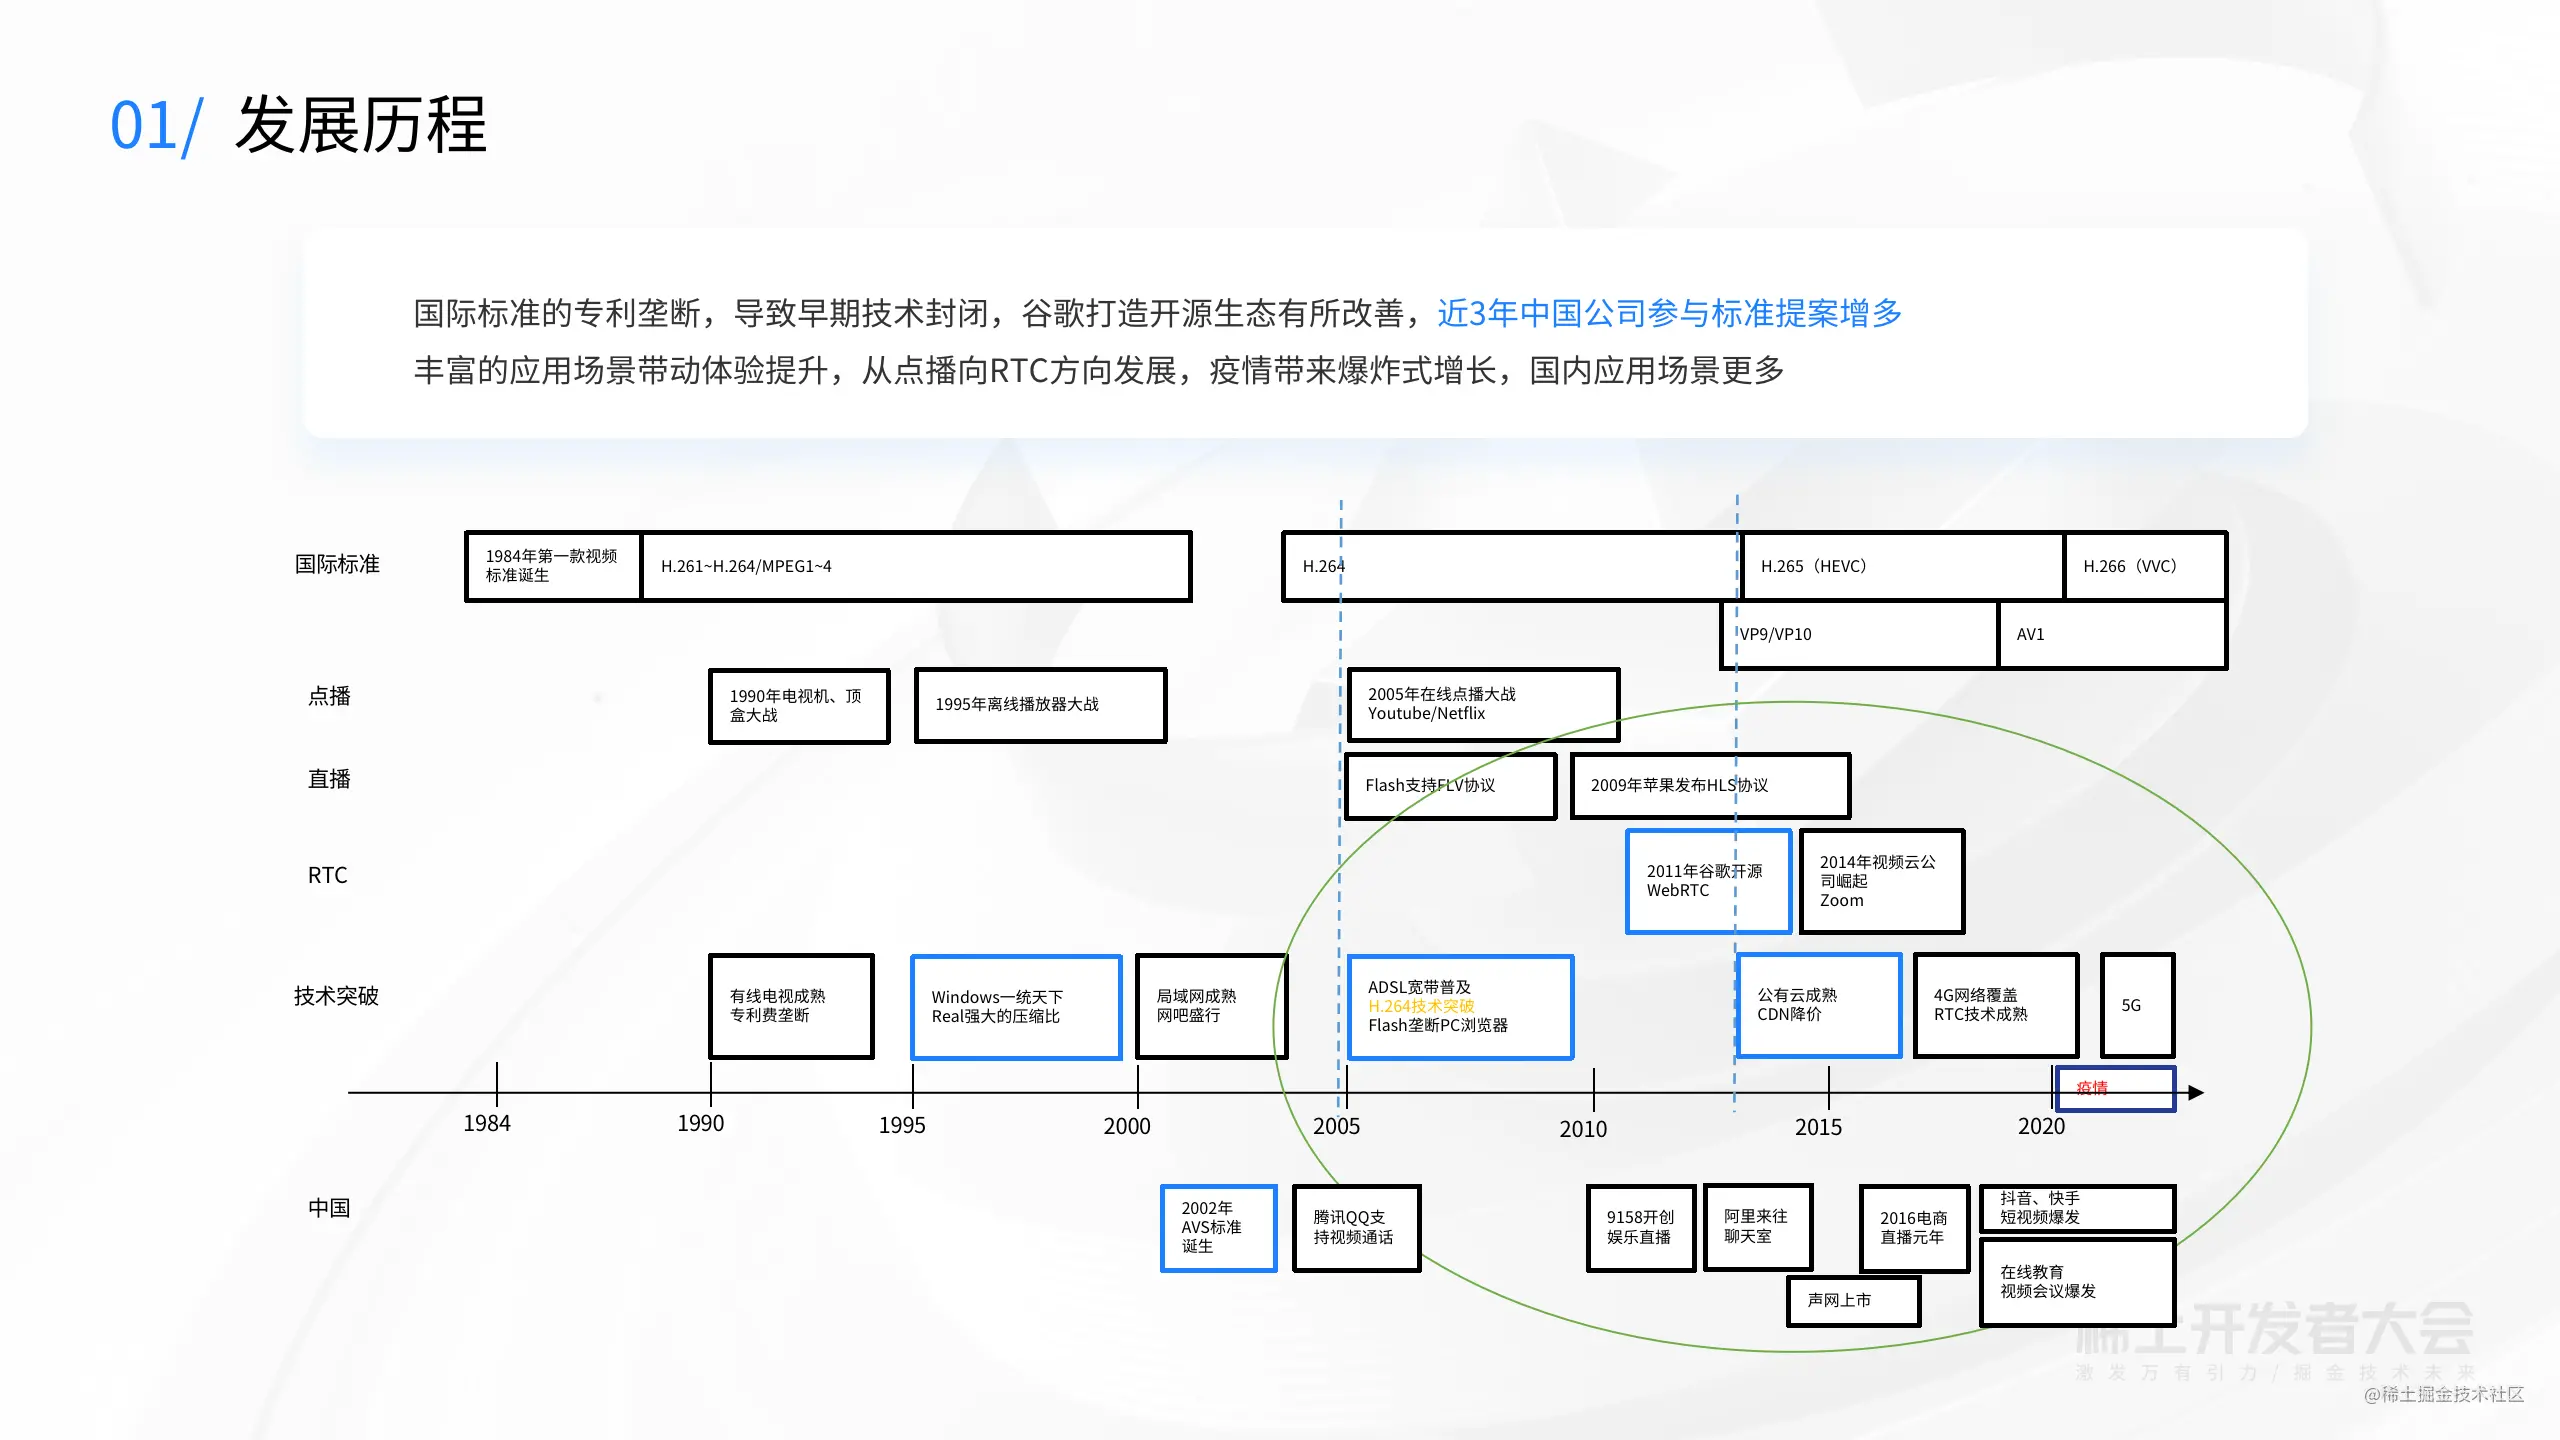 01/ 发展历程
国际标准的专利垄断，导致早期技术封闭，谷歌打造开源生态有所改善，近3年中国公司参与标准提案增多
丰富的应用场景带动体验提升，从点播向RTC方向发展，疫情带来爆炸式增长，国内应用场景更多
国际标准
1984年第一款视频
标准诞生
H.261~H.264/MPEG1~4
H.264
H.265（HEVC）
H.266（VVC）
VP9/VP10
AV1
点播
1990年电视机、顶
盒大战
1995年离线播放器大战
2005年在线点播大战
Youtube/Netflix
直播
Flash支持FLV协议
2009年苹果发布HLS协议
RTC
2011年谷歌开源
WebRTC
2014年视频云公
司崛起
Zoom
技术突破
有线电视成熟
专利费垄断
Windows一统天下
Real强大的压缩比
局域网成熟
网吧盛行
ADSL宽带普及
H.264技术突破
Flash垄断PC浏览器
公有云成熟
CDN降价
4G网络覆盖
RTC技术成熟
5G
疫情
1984
1990
1995
2000
2005
2010
2015
2020
中国
2002年
AVS标准
诞生
腾讯QQ支
持视频通话
9158开创
娱乐直播
阿里来往
聊天室
2016电商
直播元年
抖音、快手
短视频爆发
声网上市
在线教育
视频会议爆发
稀土开发者大会
激发万有引力/掘金技术未来
@稀土掘金技术社区